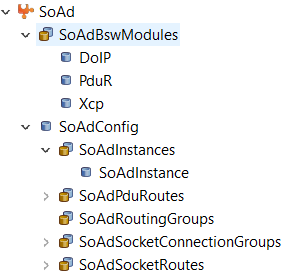 SoAd
SoAdBswModules
DoIP
PduR
Xcp
SoAdConfig
SoAdInstances
SoAdInstance
SoAdPduRoutes
SoAdRoutingGroups
SoAdSocketConnectionGroups
SoAdSocketRoutes